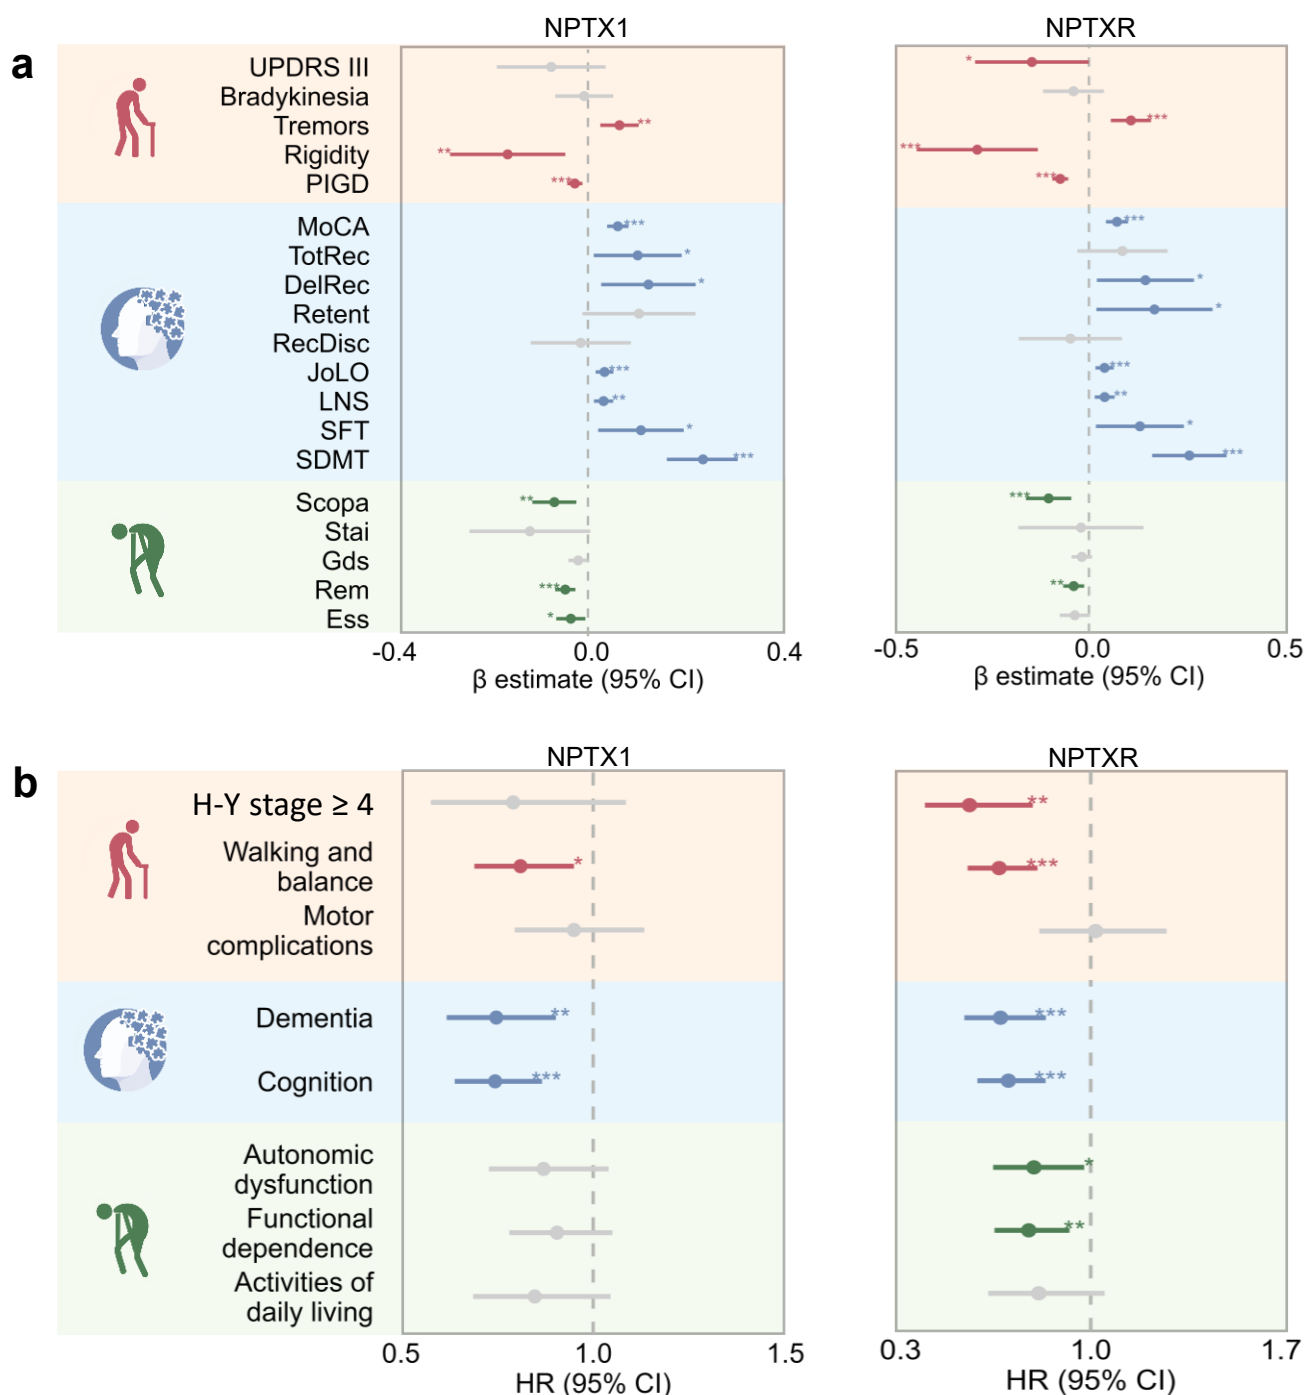 a
NPTX1
NPTXR
UPDRS III
*
Bradykinesia
Tremors
**
***
Rigidity
**
***
PIGD
***
***
MoCA
***
***
TotRec
*
DelRec
*
*
Retent
*
RecDisc
JoLO
***
***
LNS
**
**
SFT
*
*
SDMT
***
***
Scopa
**
***
Stai
Gds
Rem
***
**
Ess
*
-0.4
0.0
0.4
-0.5
0.0
0.5
β estimate (95% CI)
β estimate (95% CI)
b
NPTX1
NPTXR
H-Y stage ≥ 4
**
Walking and
balance
*
***
Motor
complications
Dementia
**
***
Cognition
***
***
Autonomic
dysfunction
*
Functional
dependence
**
Activities of
daily living
0.5
1.0
1.5
0.3
1.0
1.7
HR (95% CI)
HR (95% CI)